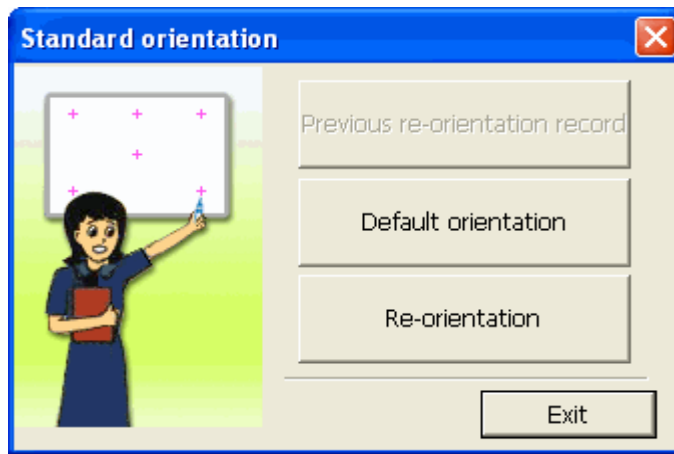 Standard orientation
Previous re-orientation record
Default orientation
Re-orientation
Exit